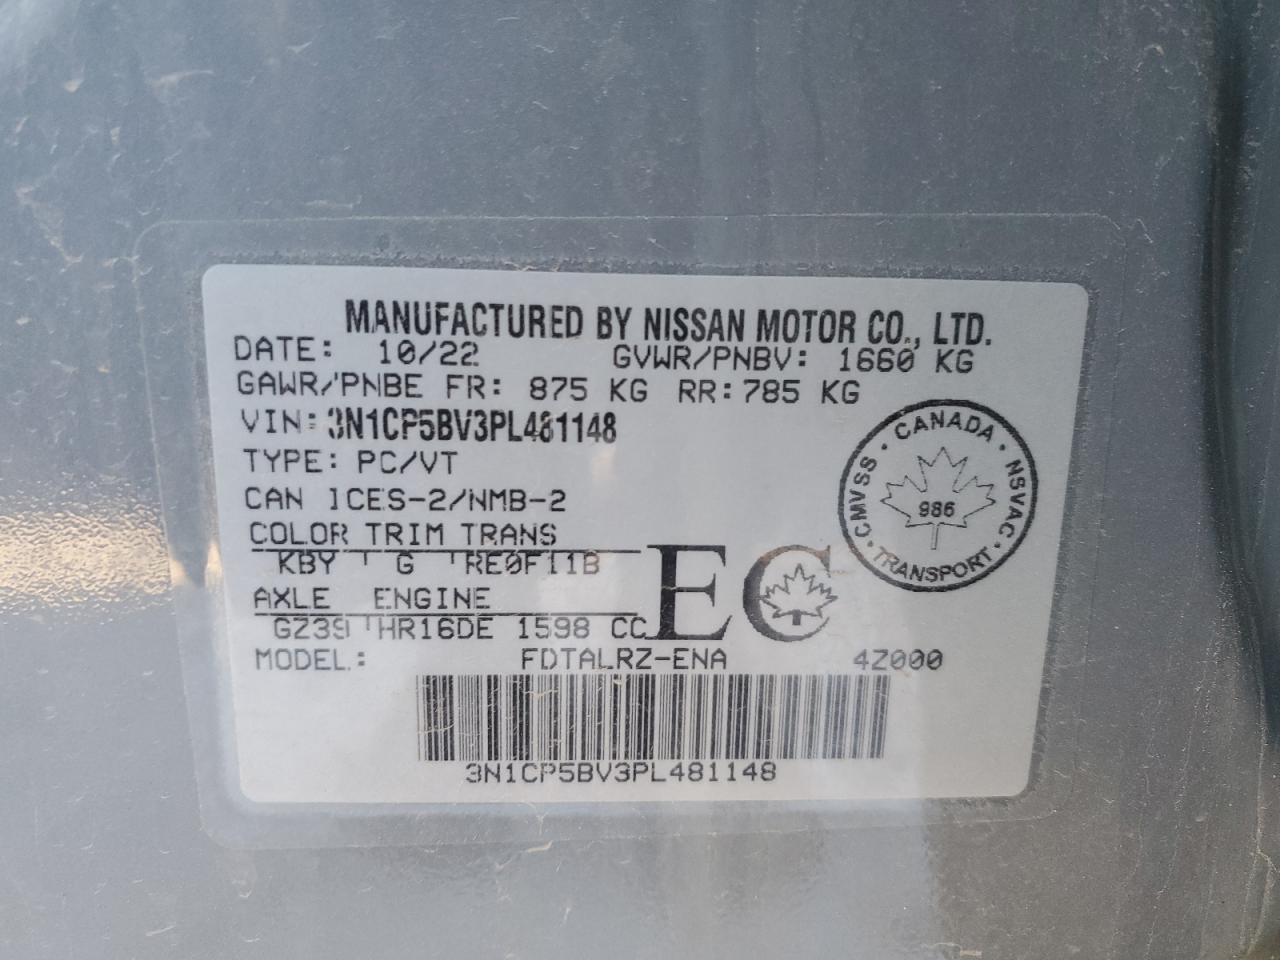 MANUFACTURED BY NISSAN MOTOR CO., LTD.
DATE: 10/22 GVWR/PNBV: 1660 KG
GAWR/PNBE FR: 875 KG RR: 785 KG
VIN: 3N1CP5BV3PL481148
TYPE: PC/VT
CAN ICES-2/NMB-2
COLOR TRIM TRANS
KBY G RE0F11B
AXLE ENGINE
GZ39 HR16DE 1598 CC
MODEL: FDTALRZ-ENA 4Z000
3N1CP5BV3PL481148
EC
CANADA
CMVSS · NSVAC
986
TRANSPORT